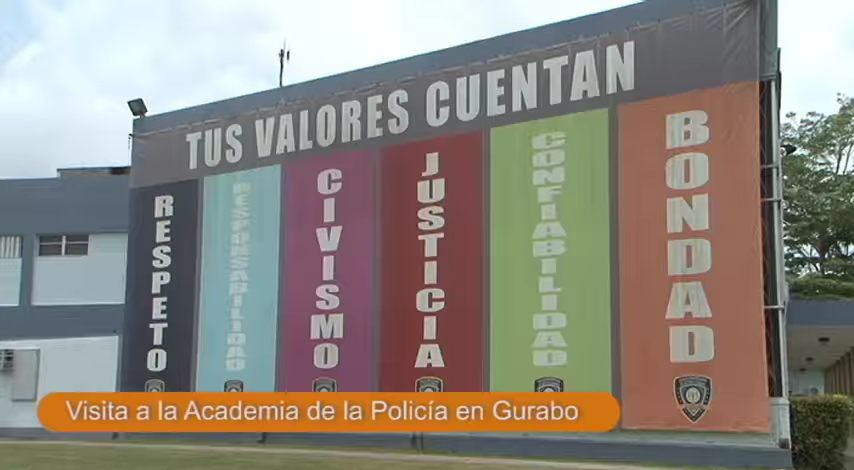 TUS VALORES CUENTAN
RESPETO
RESPONSABILIDAD
CIVISMO
JUSTICIA
CONFIABILIDAD
BONDAD
Visita a la Academia de la Policía en Gurabo